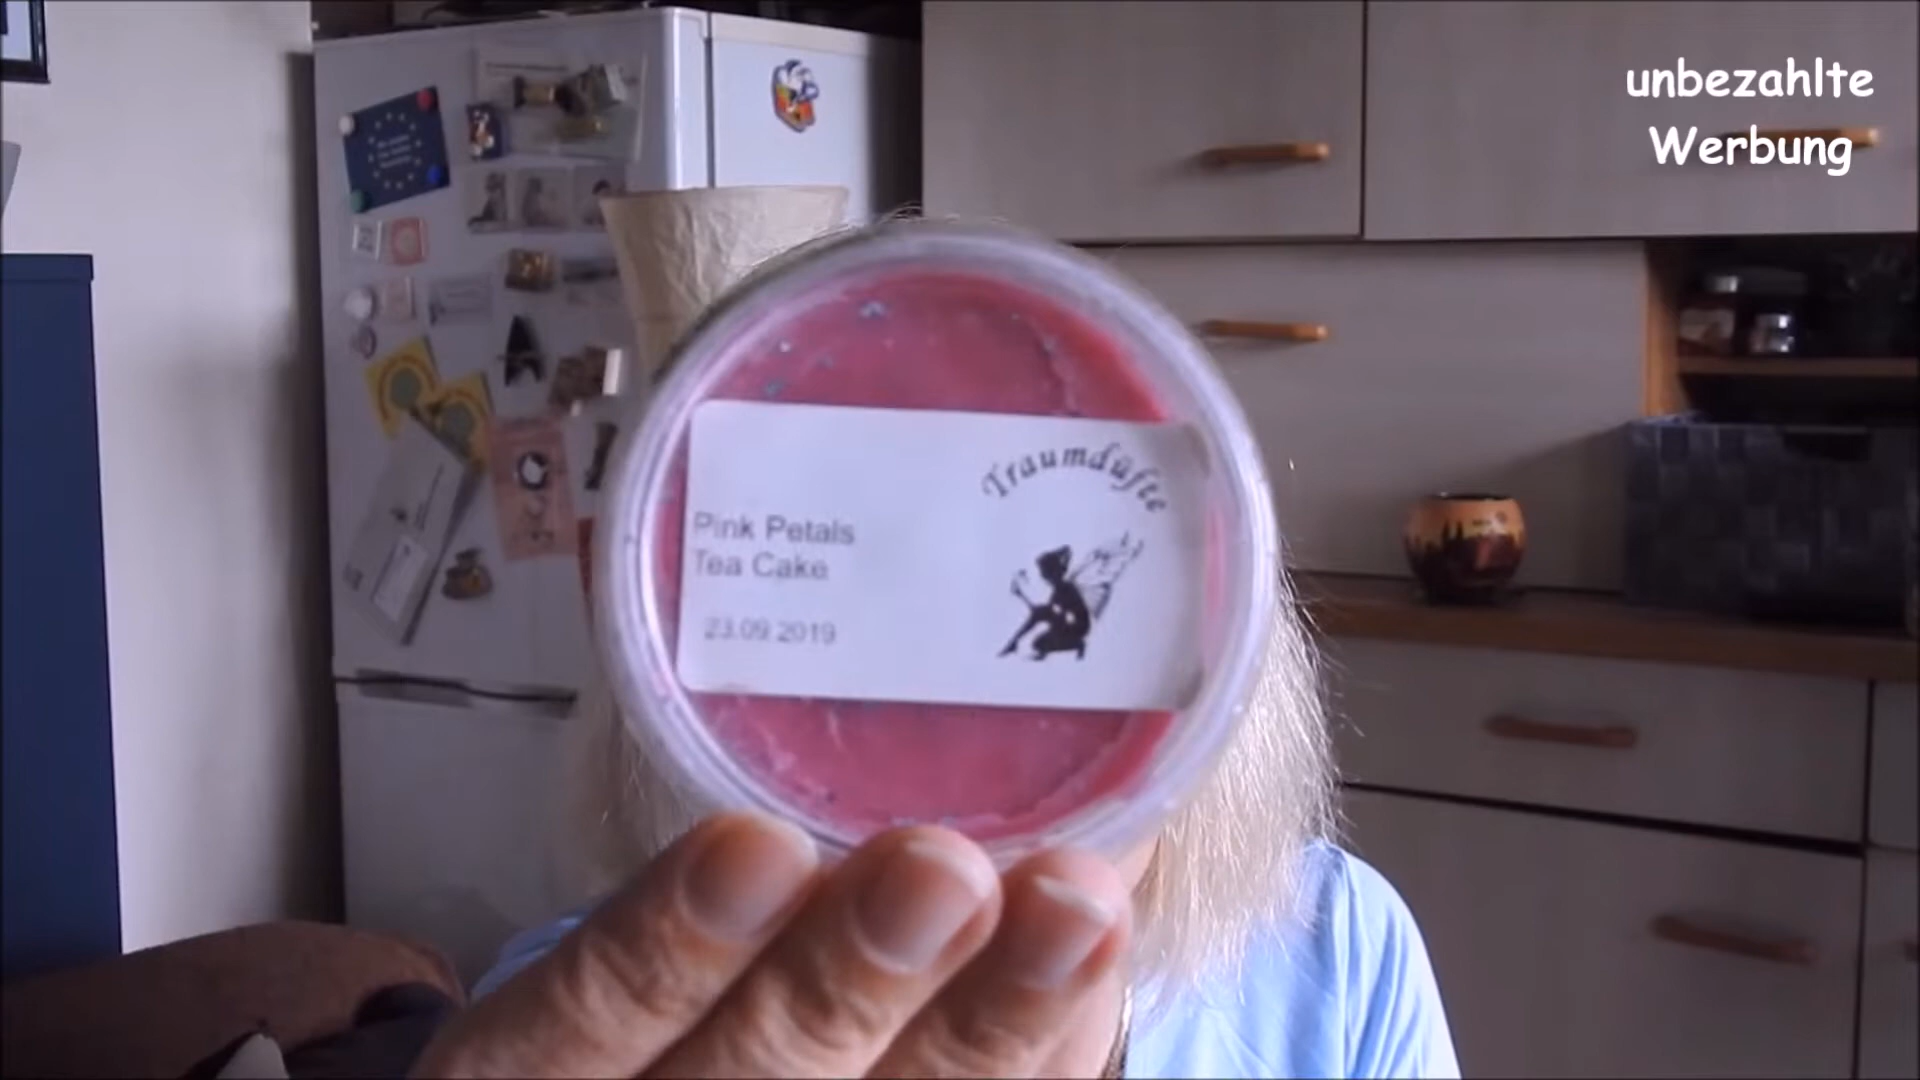 unbezahlte
Werbung
Traumdüfte
Pink Petals
Tea Cake
23.09.2019